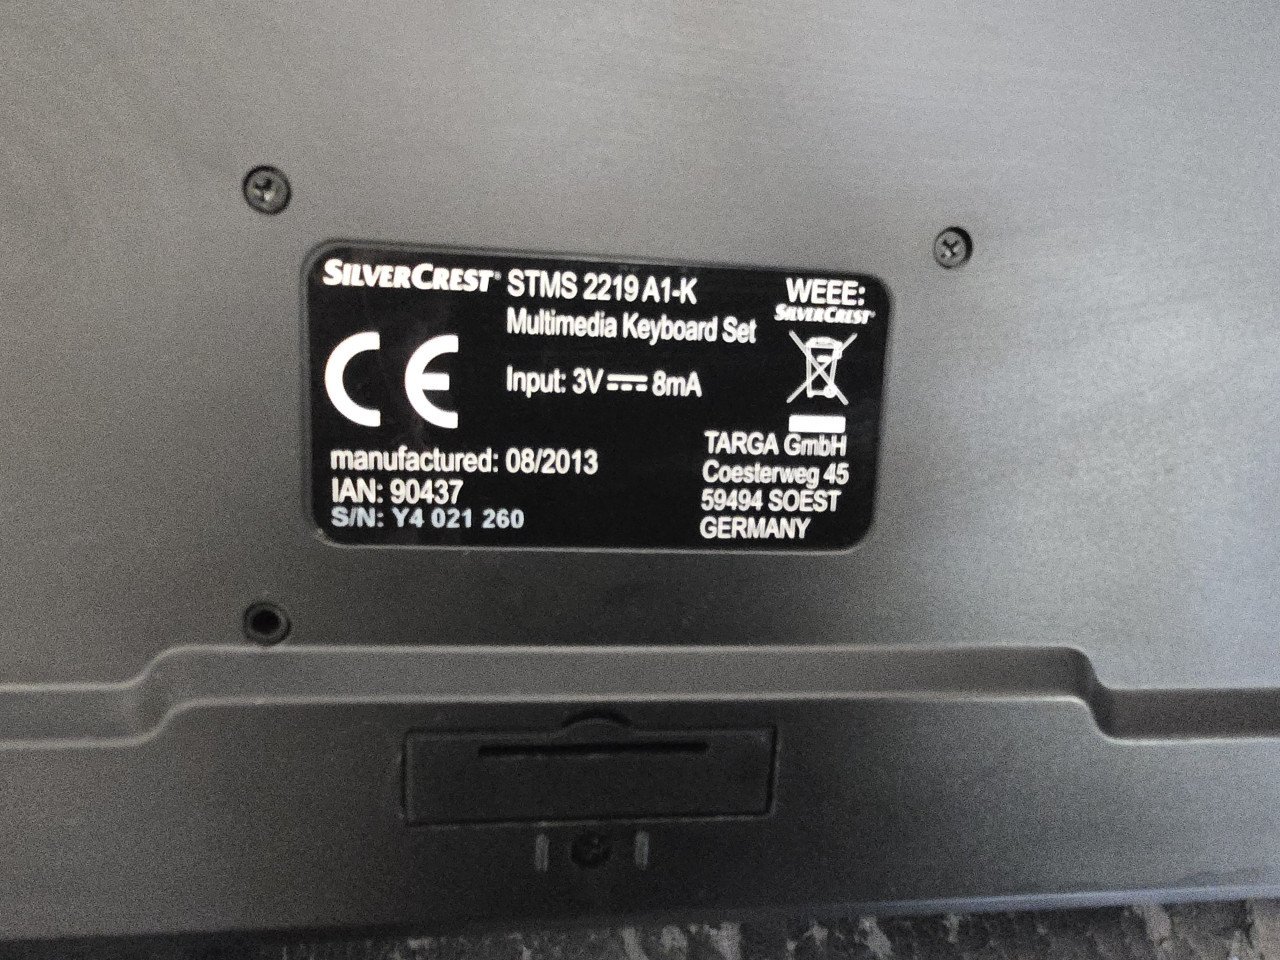 SILVERCREST® STMS 2219 A1-K
Multimedia Keyboard Set
Input: 3V 8mA
CE
manufactured: 08/2013
IAN: 90437
S/N: Y4 021 260
WEEE:
SILVERCREST®
TARGA GmbH
Coesterweg 45
59494 SOEST
GERMANY